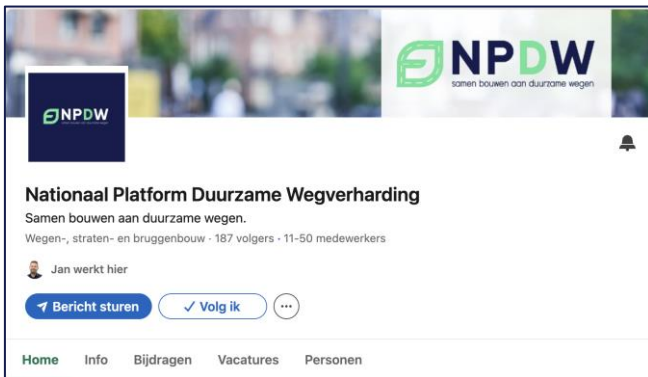 NPDW
samen bouwen aan duurzame wegen
NPDW
Nationaal Platform Duurzame Wegverharding
Samen bouwen aan duurzame wegen.
Wegen-, straten- en bruggenbouw · 187 volgers · 11-50 medewerkers
Jan werkt hier
Bericht sturen
Volg ik
Home Info Bijdragen Vacatures Personen